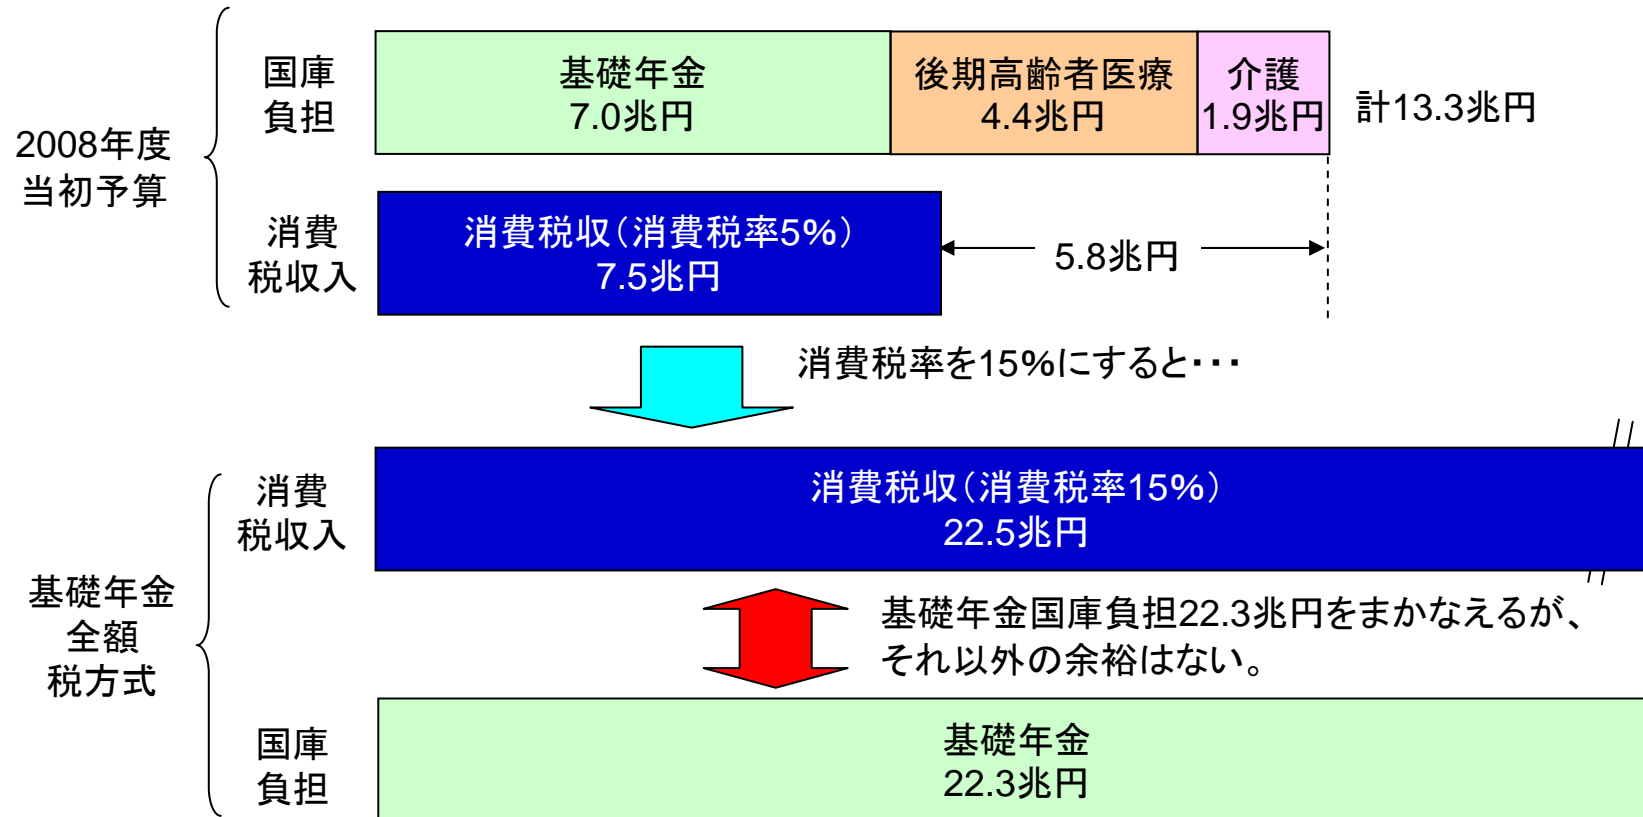 2008年度
当初予算
国庫
負担
基礎年金
7.0兆円
後期高齢者医療
4.4兆円
介護
1.9兆円
計13.3兆円
消費
税収入
消費税収（消費税率5%）
7.5兆円
5.8兆円
消費税率を15%にすると・・・
基礎年金
全額
税方式
消費
税収入
消費税収（消費税率15%）
22.5兆円
基礎年金国庫負担22.3兆円をまかなえるが、
それ以外の余裕はない。
国庫
負担
基礎年金
22.3兆円